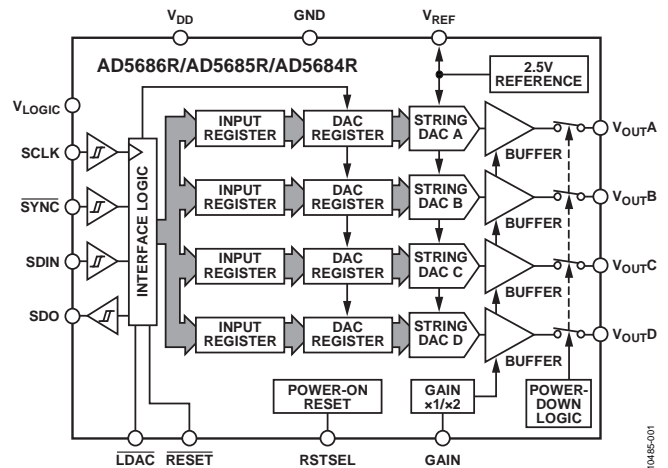 VDD
GND
VREF
AD5686R/AD5685R/AD5684R
2.5V
REFERENCE
VLOGIC
SCLK
SYNC
SDIN
SDO
INTERFACE LOGIC
INPUT
REGISTER
DAC
REGISTER
STRING
DAC A
BUFFER
VOUTA
INPUT
REGISTER
DAC
REGISTER
STRING
DAC B
BUFFER
VOUTB
INPUT
REGISTER
DAC
REGISTER
STRING
DAC C
BUFFER
VOUTC
INPUT
REGISTER
DAC
REGISTER
STRING
DAC D
BUFFER
VOUTD
POWER-ON
RESET
GAIN
×1/×2
POWER-
DOWN
LOGIC
LDAC
RESET
RSTSEL
GAIN
10485-001